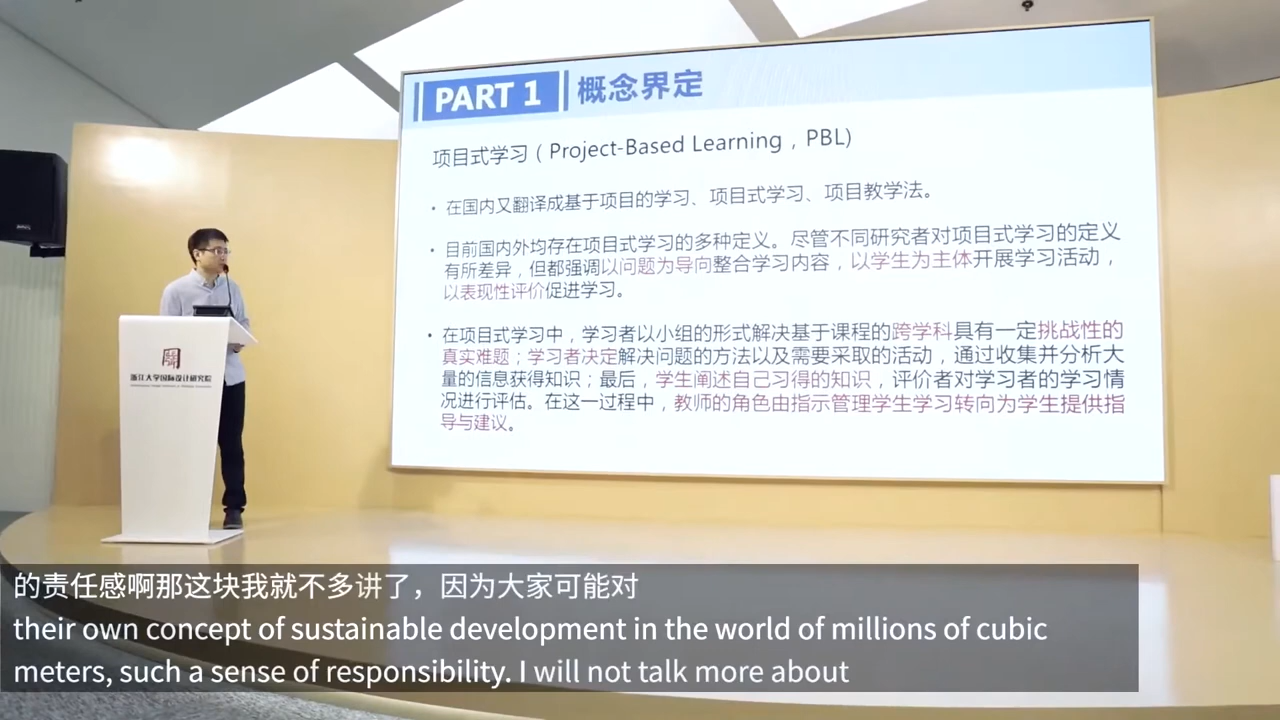 PART 1 概念界定
项目式学习（Project-Based Learning，PBL)
• 在国内又翻译成基于项目的学习、项目式学习、项目教学法。
• 目前国内外均存在项目式学习的多种定义。尽管不同研究者对项目式学习的定义
有所差异，但都强调以问题为导向整合学习内容，以学生为主体开展学习活动，
以表现性评价促进学习。
• 在项目式学习中，学习者以小组的形式解决基于课程的跨学科具有一定挑战性的
真实难题；学习者决定解决问题的方法以及需要采取的活动，通过收集并分析大
量的信息获得知识；最后，学生阐述自己习得的知识，评价者对学习者的学习情
况进行评估。在这一过程中，教师的角色由指示管理学生学习转向为学生提供指
导与建议。
浙江大学国际设计研究院
的责任感啊那这块我就不多讲了，因为大家可能对
their own concept of sustainable development in the world of millions of cubic
meters, such a sense of responsibility. I will not talk more about